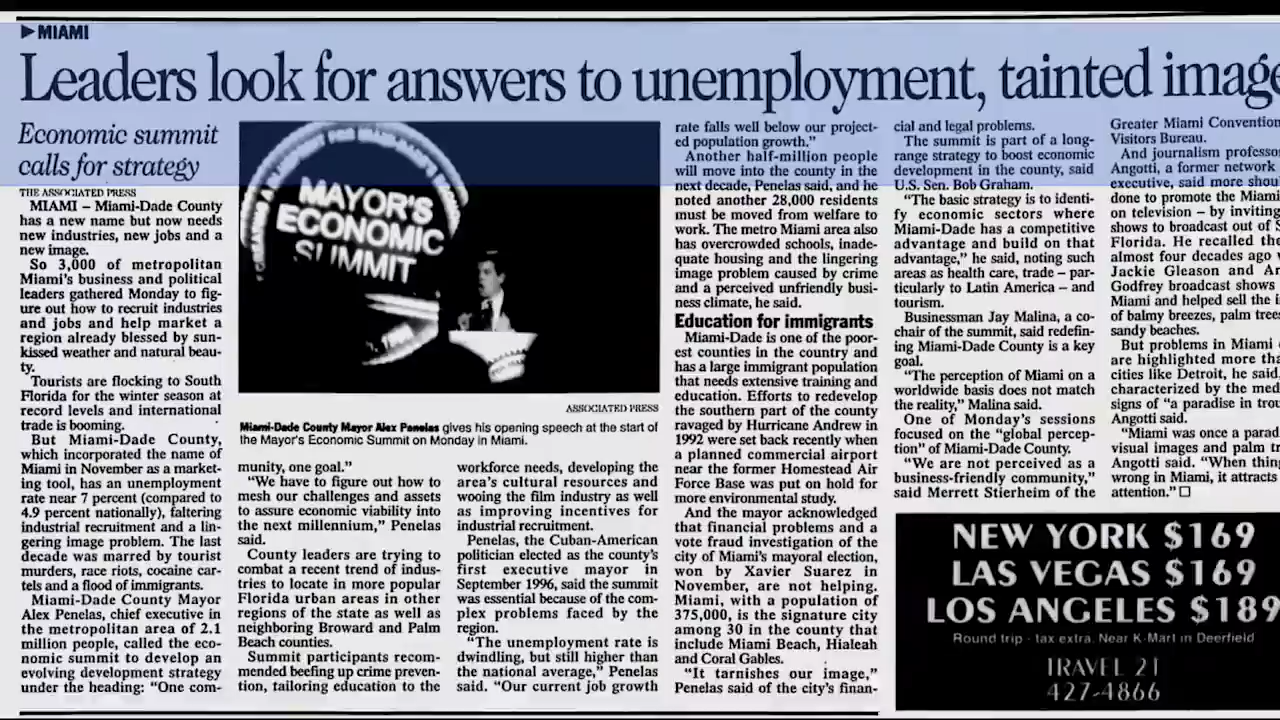 ▶MIAMI
Leaders look for answers to unemployment, tainted image
Economic summit
calls for strategy
THE ASSOCIATED PRESS
MIAMI – Miami-Dade County
has a new name but now needs
new industries, new jobs and a
new image.
So 3,000 of metropolitan
Miami's business and political
leaders gathered Monday to fig-
ure out how to recruit industries
and jobs and help market a
region already blessed by sun-
kissed weather and natural beau-
ty.
Tourists are flocking to South
Florida for the winter season at
record levels and international
trade is booming.
But Miami-Dade County,
which incorporated the name of
Miami in November as a market-
ing tool, has an unemployment
rate near 7 percent (compared to
4.9 percent nationally), faltering
industrial recruitment and a lin-
gering image problem. The last
decade was marred by tourist
murders, race riots, cocaine car-
tels and a flood of immigrants.
Miami-Dade County Mayor
Alex Penelas, chief executive in
the metropolitan area of 2.1
million people, called the eco-
nomic summit to develop an
evolving development strategy
under the heading: “One com-
MAYOR'S
ECONOMIC
SUMMIT
ASSOCIATED PRESS
Miami-Dade County Mayor Alex Penelas gives his opening speech at the start of
the Mayor's Economic Summit on Monday in Miami.
munity, one goal.”
“We have to figure out how to
mesh our challenges and assets
to assure economic viability into
the next millennium,” Penelas
said.
County leaders are trying to
combat a recent trend of indus-
tries to locate in more popular
Florida urban areas in other
regions of the state as well as
neighboring Broward and Palm
Beach counties.
Summit participants recom-
mended beefing up crime preven-
tion, tailoring education to the
workforce needs, developing the
area's cultural resources and
wooing the film industry as well
as improving incentives for
industrial recruitment.
Penelas, the Cuban-American
politician elected as the county's
first executive mayor in
September 1996, said the summit
was essential because of the com-
plex problems faced by the
region.
“The unemployment rate is
dwindling, but still higher than
the national average,” Penelas
said. “Our current job growth
rate falls well below our project-
ed population growth.”
Another half-million people
will move into the county in the
next decade, Penelas said, and he
noted another 28,000 residents
must be moved from welfare to
work. The metro Miami area also
has overcrowded schools, inade-
quate housing and the lingering
image problem caused by crime
and a perceived unfriendly busi-
ness climate, he said.
Education for immigrants
Miami-Dade is one of the poor-
est counties in the country and
has a large immigrant population
that needs extensive training and
education. Efforts to redevelop
the southern part of the county
ravaged by Hurricane Andrew in
1992 were set back recently when
a planned commercial airport
near the former Homestead Air
Force Base was put on hold for
more environmental study.
And the mayor acknowledged
that financial problems and a
vote fraud investigation of the
city of Miami's mayoral election,
won by Xavier Suarez in
November, are not helping.
Miami, with a population of
375,000, is the signature city
among 30 in the county that
include Miami Beach, Hialeah
and Coral Gables.
“It tarnishes our image,”
Penelas said of the city's finan-
cial and legal problems.
The summit is part of a long-
range strategy to boost economic
development in the county, said
U.S. Sen. Bob Graham.
“The basic strategy is to identi-
fy economic sectors where
Miami-Dade has a competitive
advantage and build on that
advantage,” he said, noting such
areas as health care, trade – par-
ticularly to Latin America – and
tourism.
Businessman Jay Malina, a co-
chair of the summit, said redefin-
ing Miami-Dade County is a key
goal.
“The perception of Miami on a
worldwide basis does not match
the reality,” Malina said.
One of Monday's sessions
focused on the “global percep-
tion” of Miami-Dade County.
“We are not perceived as a
business-friendly community,”
said Merrett Stierheim of the
Greater Miami Convention
Visitors Bureau.
And journalism professo
Angotti, a former network
executive, said more shou
done to promote the Miami
on television – by inviting
shows to broadcast out of S
Florida. He recalled the
almost four decades ago
Jackie Gleason and Ar
Godfrey broadcast shows
Miami and helped sell the i
of balmy breezes, palm trees
sandy beaches.
But problems in Miami
are highlighted more tha
cities like Detroit, he said,
characterized by the med
signs of “a paradise in trou
Angotti said.
“Miami was once a parad
visual images and palm tr
Angotti said. “When thing
wrong in Miami, it attracts
attention.” □
NEW YORK $169
LAS VEGAS $169
LOS ANGELES $189
Round trip · tax extra. Near K-Mart in Deerfield
TRAVEL 21
427-4866